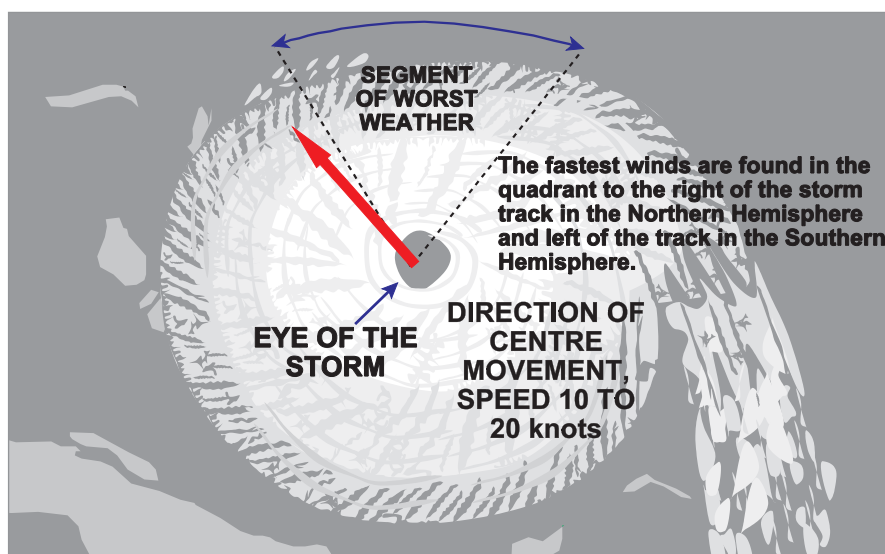 SEGMENT
OF WORST
WEATHER
The fastest winds are found in the
quadrant to the right of the storm
track in the Northern Hemisphere
and left of the track in the Southern
Hemisphere.
EYE OF THE
STORM
DIRECTION OF
CENTRE
MOVEMENT,
SPEED 10 TO
20 knots